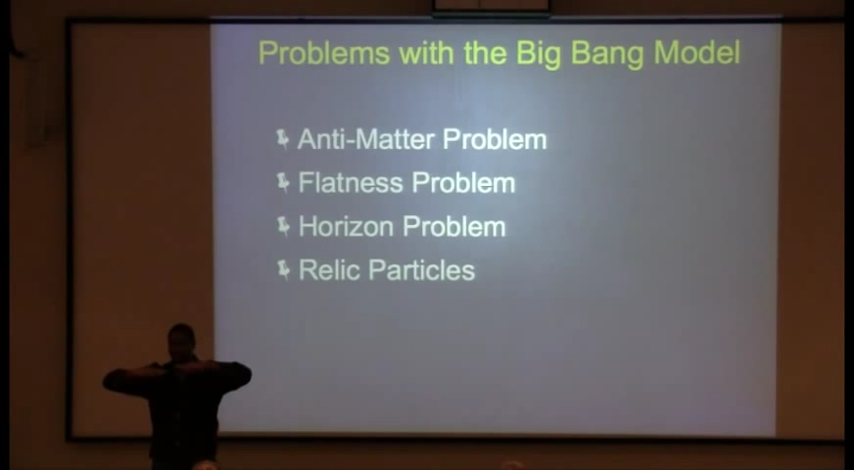 Problems with the Big Bang Model
Anti-Matter Problem
Flatness Problem
Horizon Problem
Relic Particles